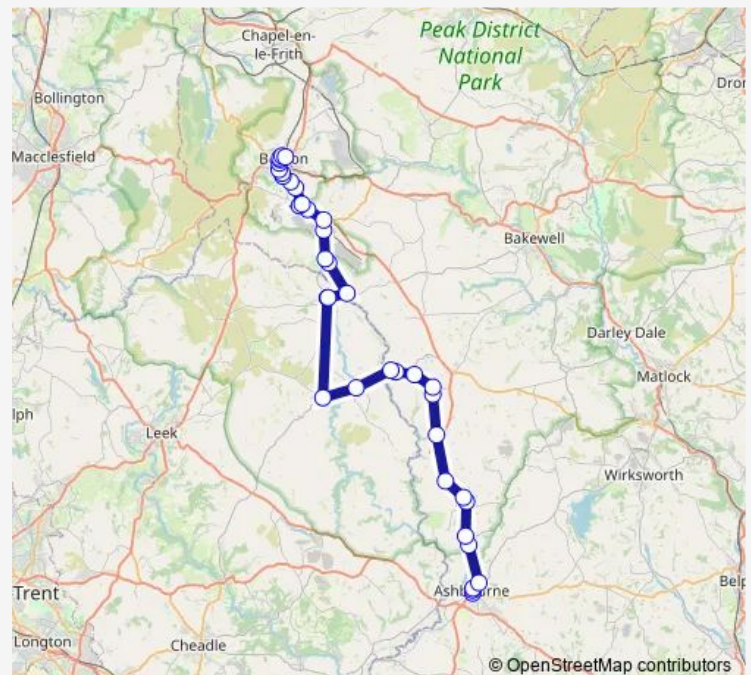 Chapel-en-
le-Frith
Peak District
National
Park
Bollington
Macclesfield
Bakewell
Darley Dale
Matlock
Leek
Wirksworth
Trent
Longton
Cheadle
© OpenStreetMap contributors